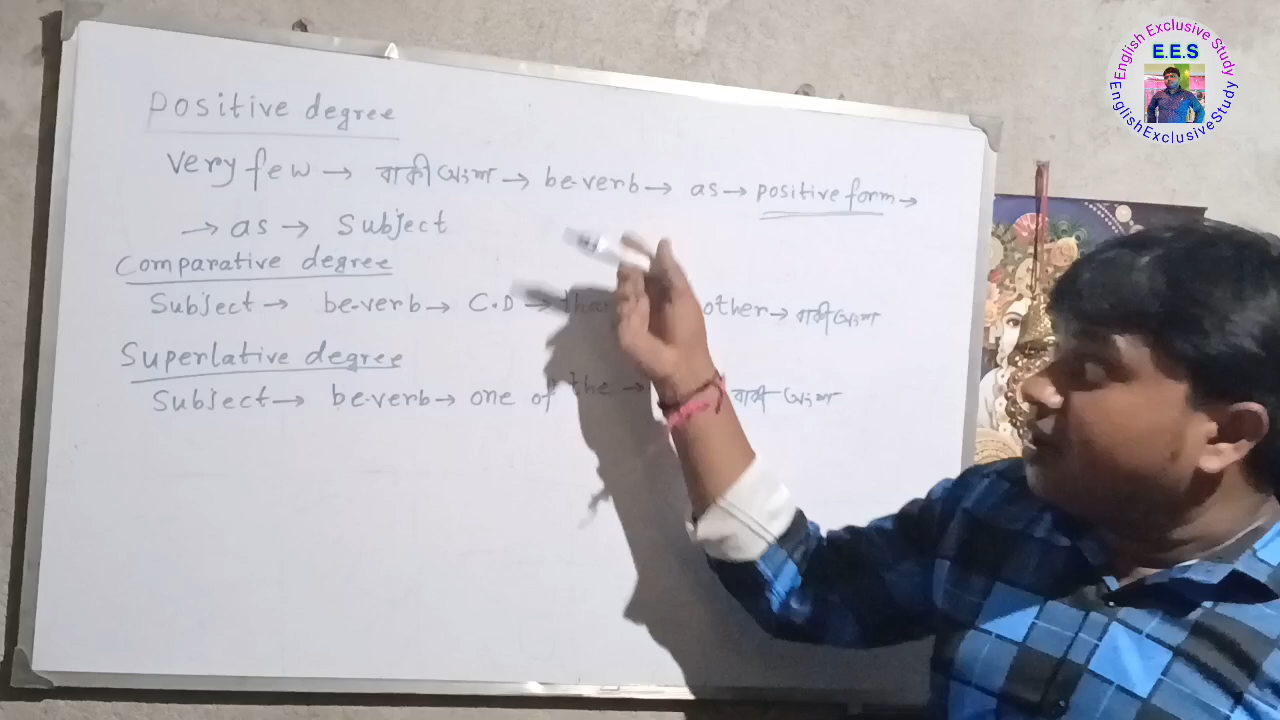 Positive degree
Very few → বাকী অংশ → be-verb → as → positive form →
→ as → Subject
Comparative degree
Subject → be-verb → C.D → than other → বাকী অংশ
Superlative degree
Subject → be-verb → one of the → বাকী অংশ
English Exclusive Study
E.E.S
EnglishExclusiveStudy